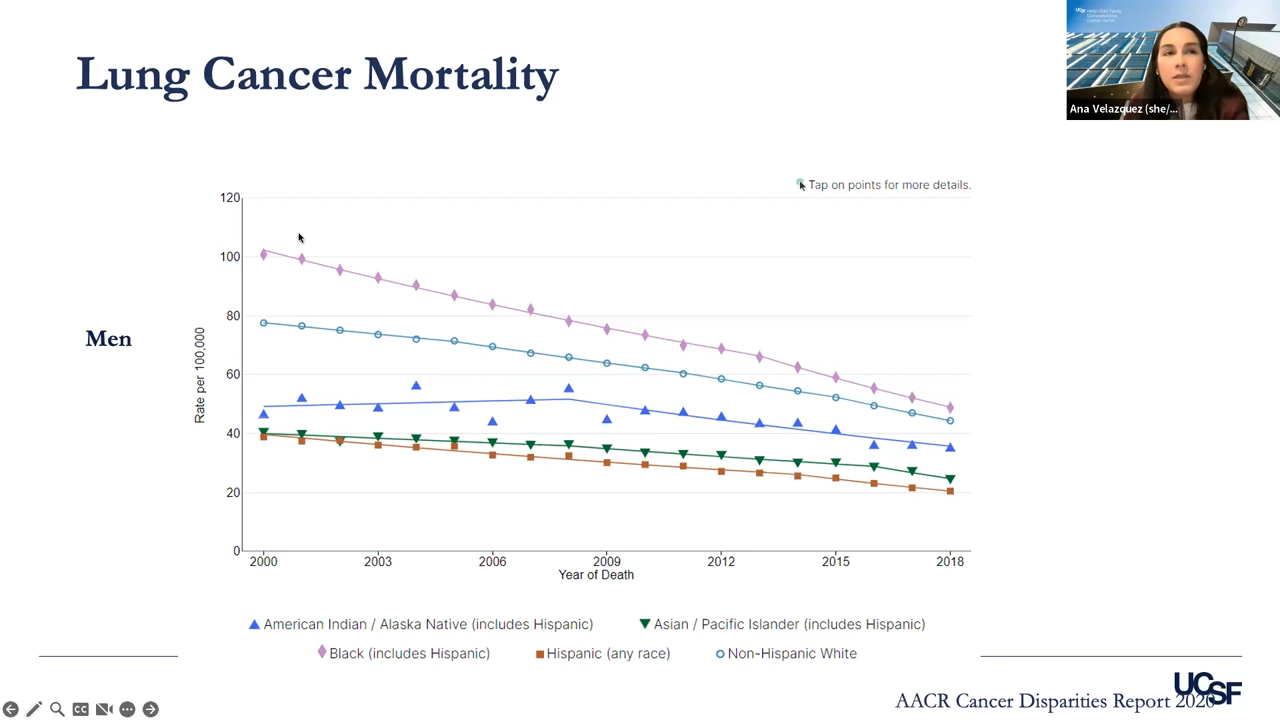 Lung Cancer Mortality
UCSF
Ana Velazquez (she/...
Tap on points for more details.
Men
Rate per 100,000
120
100
80
60
40
20
0
2000 2003 2006 2009 2012 2015 2018
Year of Death
American Indian / Alaska Native (includes Hispanic) Asian / Pacific Islander (includes Hispanic)
Black (includes Hispanic) Hispanic (any race) Non-Hispanic White
UCSF
AACR Cancer Disparities Report 2020
CC